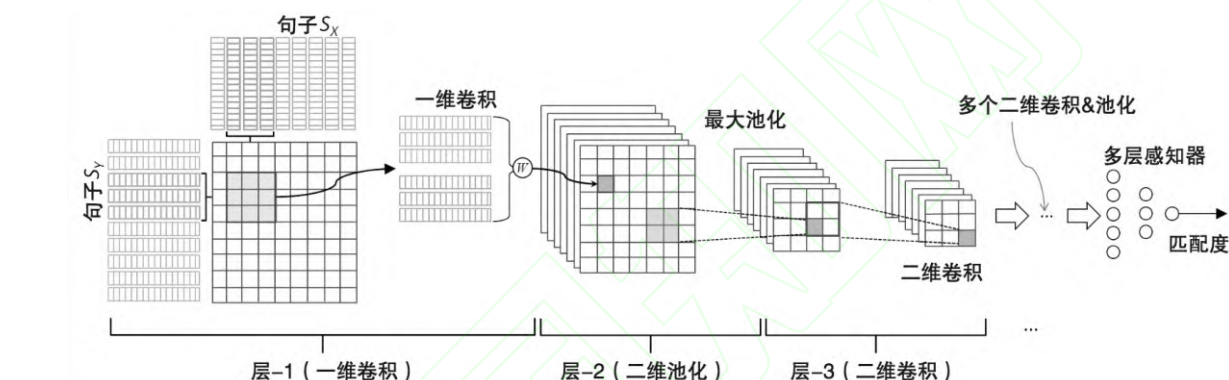 句子 S_X
句子 S_Y
一维卷积
W
最大池化
多个二维卷积&池化
...
多层感知器
匹配度
二维卷积
层-1（一维卷积）
层-2（二维池化）
层-3（二维卷积）
...